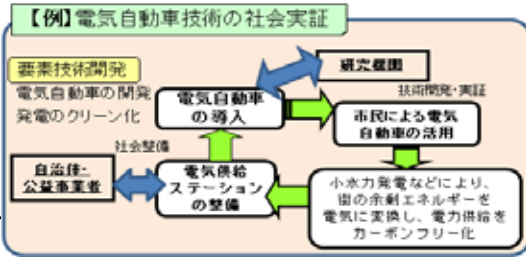 【例】電気自動車技術の社会実証
要素技術開発
電気自動車の開発
発電のクリーン化
研究機関
技術開発・実証
電気自動車
の導入
市民による電気
自動車の活用
社会整備
自治体・
公益事業者
電気供給
ステーション
の整備
小水力発電などにより、
街の余剰エネルギーを
電気に変換し、電力供給を
カーボンフリー化